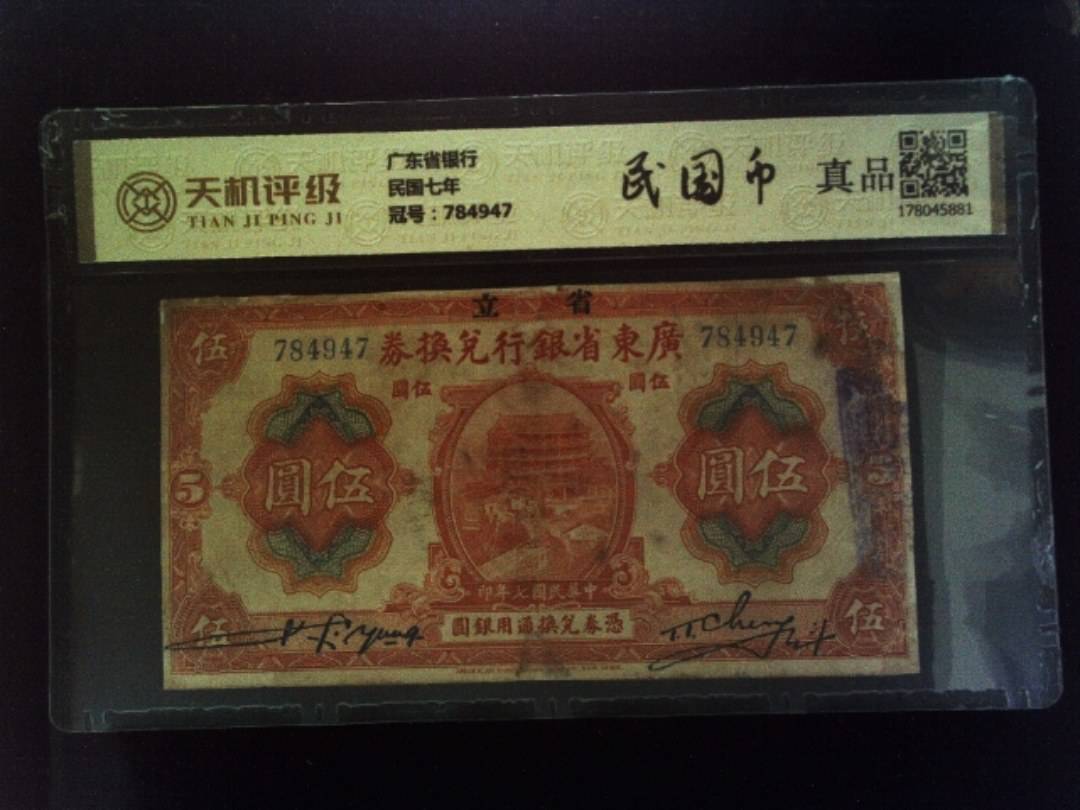 天机评级
TIAN JI PING JI
广东省银行
民国七年
冠号：784947
民国币
真品
178045881
立 省
伍
784947
券換兌行銀省東廣
784947
圓伍
圓伍
圓伍
圓伍
5
5
印年七國民華中
圓銀用通換兌券憑
伍
伍